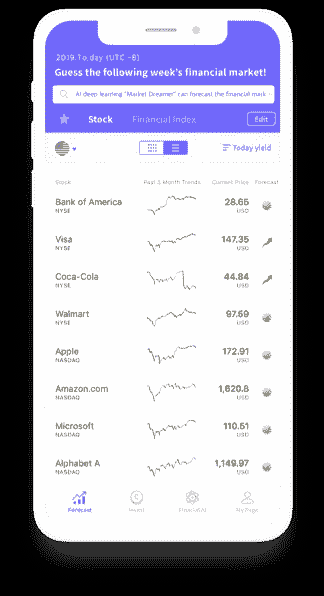 2019.To.day (UTC -8)
Guess the following week's financial market!
AI deep learning "Market Dreamer" can forecast the financial mark
Stock Financial Index Edit
Today yield
Stock Past 3 Month Trends Current Price Forecast
Bank of America 28.65
NYSE USD
Visa 147.35
NYSE USD
Coca-Cola 44.84
NYSE USD
Walmart 97.69
NYSE USD
Apple 172.91
NASDAQ USD
Amazon.com 1,620.8
NASDAQ USD
Microsoft 110.51
NASDAQ USD
Alphabet A 1,149.97
NASDAQ USD
Forecast Invest My Page